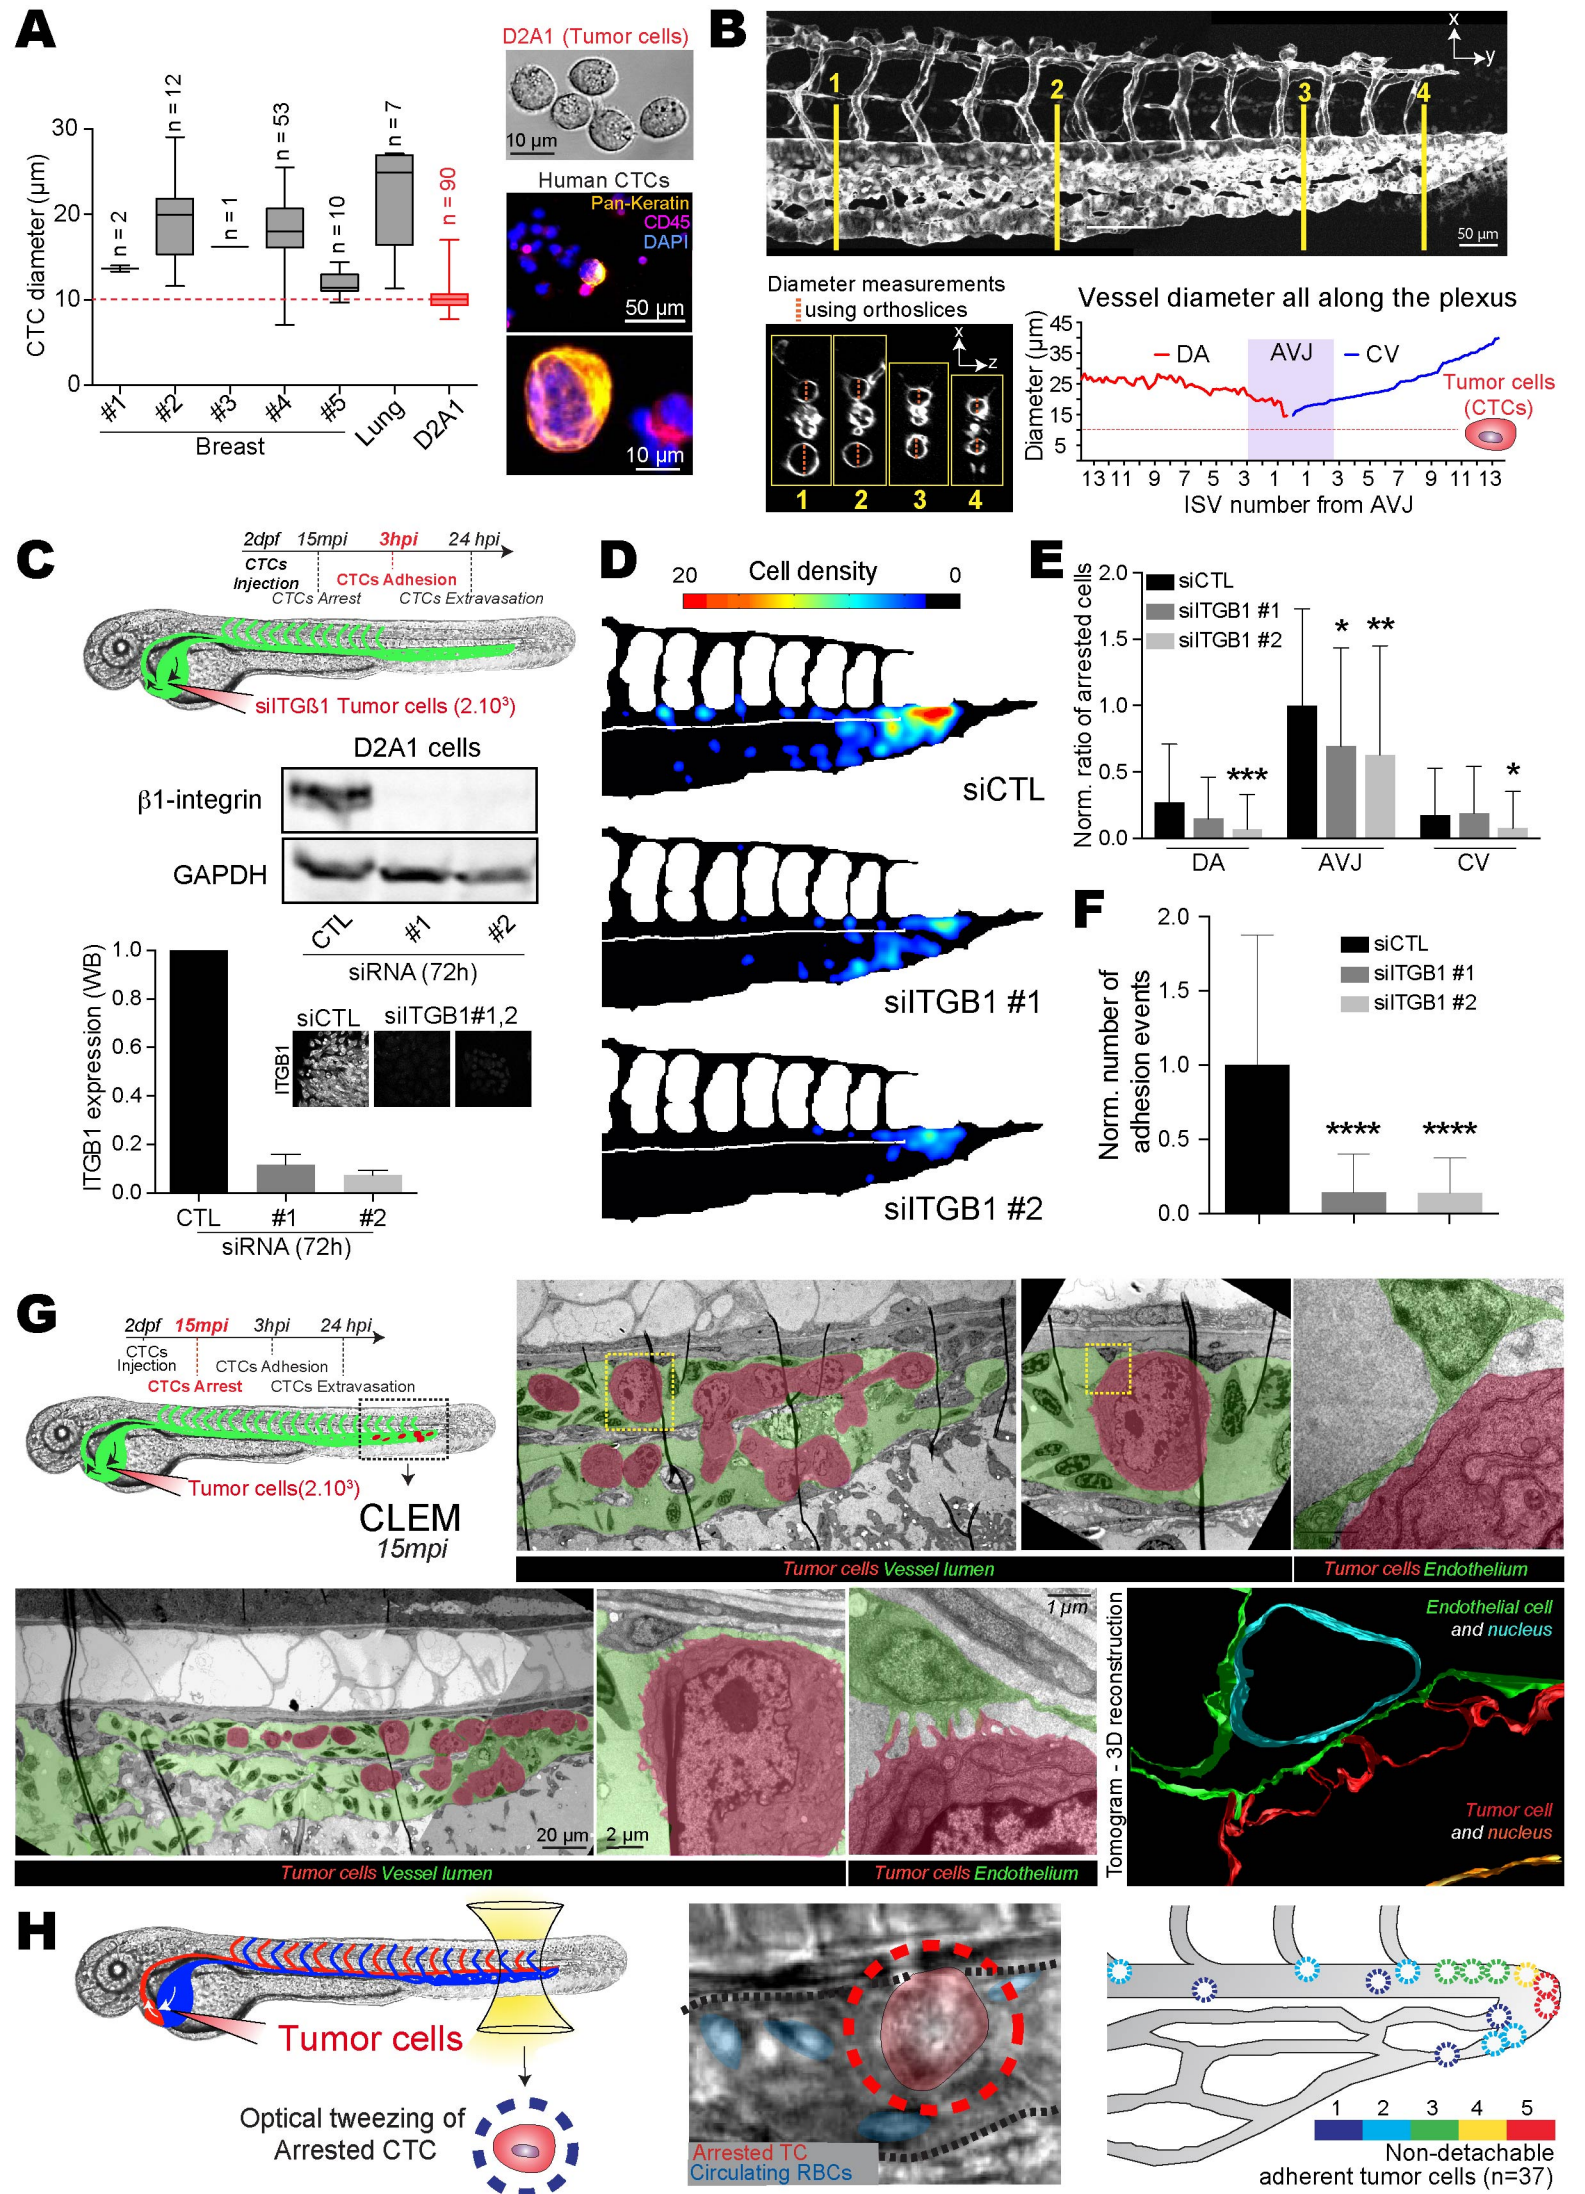 A
CTC diameter (µm)
30
20
10
0
n = 2
n = 12
n = 1
n = 53
n = 10
n = 7
n = 90
#1
#2
#3
#4
#5
Lung
D2A1
Breast
D2A1 (Tumor cells)
10 µm
Human CTCs
Pan-Keratin
CD45
DAPI
50 µm
10 µm
B
x
y
1
2
3
4
50 µm
Diameter measurements
using orthoslices
x
z
1
2
3
4
Vessel diameter all along the plexus
Diameter (µm)
45
35
25
15
5
DA
AVJ
CV
Tumor cells
(CTCs)
13 11 9 7 5 3 1 1 3 5 7 9 11 13
ISV number from AVJ
C
2dpf 15mpi 3hpi 24 hpi
CTCs
Injection
CTCs Adhesion
CTCs Arrest
CTCs Extravasation
siITGß1 Tumor cells (2.10³)
D2A1 cells
β1-integrin
GAPDH
CTL
#1
#2
siRNA (72h)
ITGB1 expression (WB)
1.0
0.8
0.6
0.4
0.2
0.0
siCTL
siITGB1#1,2
ITGB1
CTL
#1
#2
siRNA (72h)
D
20 Cell density 0
siCTL
siITGB1 #1
siITGB1 #2
E
Norm. ratio of arrested cells
2.0
1.5
1.0
0.5
0.0
siCTL
siITGB1 #1
siITGB1 #2
***
*
**
*
DA
AVJ
CV
F
Norm. number of
adhesion events
2.0
1.5
1.0
0.5
0.0
siCTL
siITGB1 #1
siITGB1 #2
****
****
G
2dpf 15mpi 3hpi 24 hpi
CTCs
Injection
CTCs Adhesion
CTCs Arrest
CTCs Extravasation
Tumor cells(2.10³)
CLEM
15mpi
Tumor cells Vessel lumen
Tumor cells Endothelium
20 µm
2 µm
1 µm
Tumor cells Vessel lumen
Tumor cells Endothelium
Tomogram - 3D reconstruction
Endothelial cell
and nucleus
Tumor cell
and nucleus
H
Tumor cells
Optical tweezing of
Arrested CTC
Arrested TC
Circulating RBCs
1 2 3 4 5
Non-detachable
adherent tumor cells (n=37)